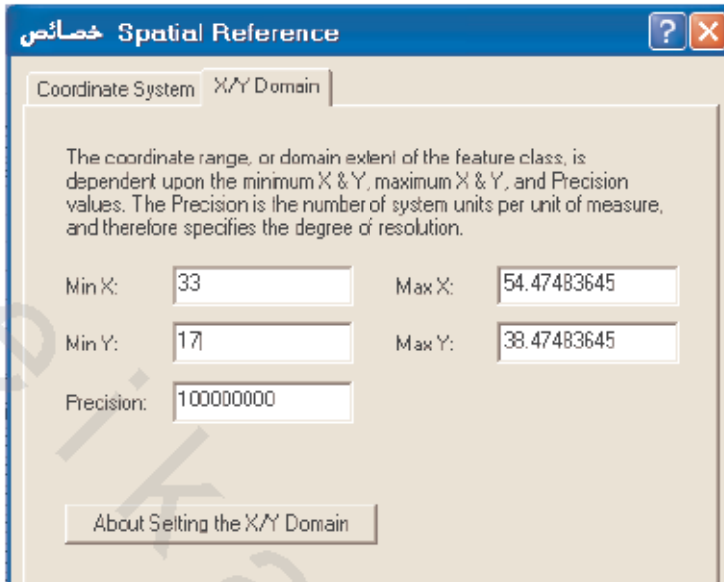 خصائص Spatial Reference
Coordinate System X/Y Domain
The coordinate range, or domain extent of the feature class, is
dependent upon the minimum X & Y, maximum X & Y, and Precision
values. The Precision is the number of system units per unit of measure,
and therefore specifies the degree of resolution.
Min X: 33 Max X: 54.47483645
Min Y: 17 Max Y: 38.47483645
Precision: 100000000
About Setting the X/Y Domain